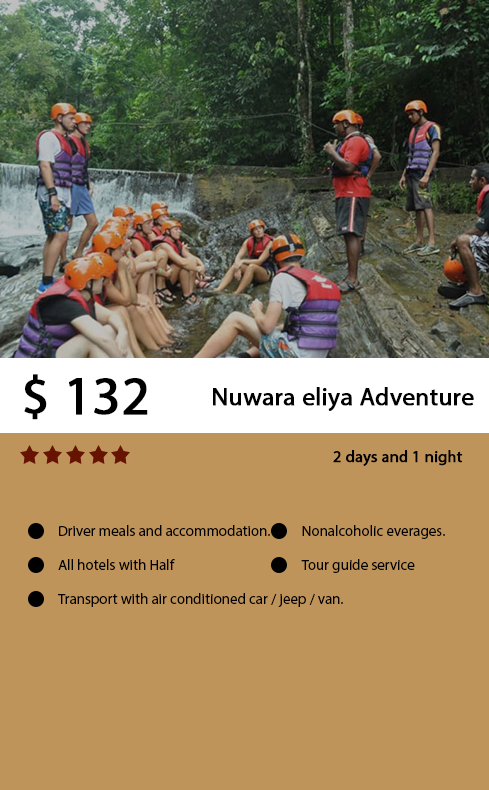 $ 132
Nuwara eliya Adventure
2 days and 1 night
Driver meals and accommodation.
Nonalcoholic everages.
All hotels with Half
Tour guide service
Transport with air conditioned car / jeep / van.